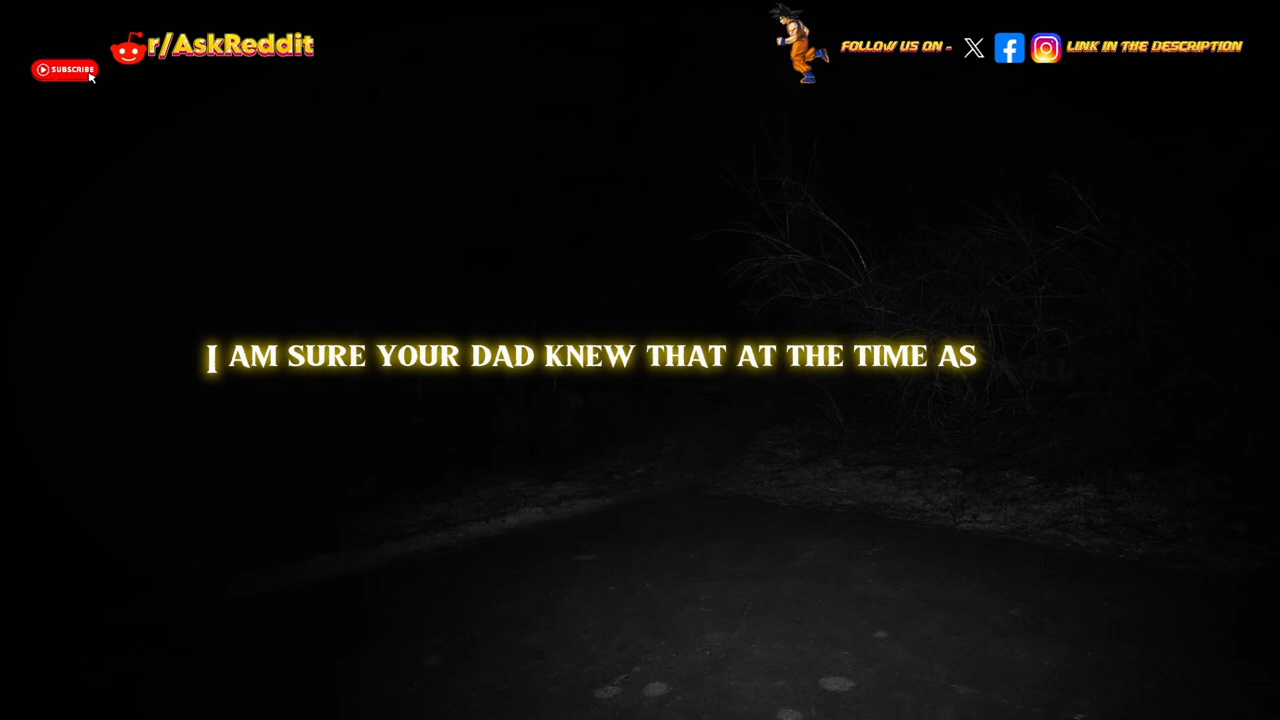 r/AskReddit
FOLLOW US ON -
LINK IN THE DESCRIPTION
SUBSCRIBE
I AM SURE YOUR DAD KNEW THAT AT THE TIME AS